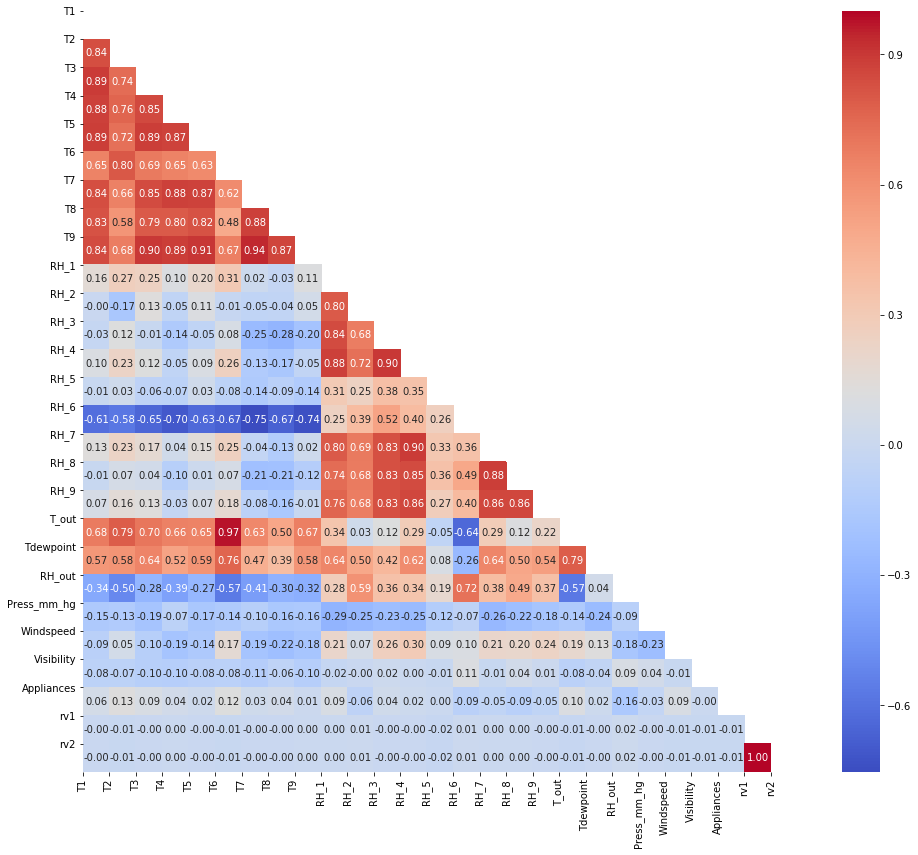 T1
T2
0.84
T3
0.89 0.74
T4
0.88 0.76 0.85
T5
0.89 0.72 0.89 0.87
T6
0.65 0.80 0.69 0.65 0.63
T7
0.84 0.66 0.85 0.88 0.87 0.62
T8
0.83 0.58 0.79 0.80 0.82 0.48 0.88
T9
0.84 0.68 0.90 0.89 0.91 0.67 0.94 0.87
RH_1
0.16 0.27 0.25 0.10 0.20 0.31 0.02 -0.03 0.11
RH_2
-0.00 -0.17 0.13 -0.05 0.11 -0.01 -0.05 -0.04 0.05 0.80
RH_3
-0.03 0.12 -0.01 -0.14 -0.05 0.08 -0.25 -0.28 -0.20 0.84 0.68
RH_4
0.10 0.23 0.12 -0.05 0.09 0.26 -0.13 -0.17 -0.05 0.88 0.72 0.90
RH_5
-0.01 0.03 -0.06 -0.07 0.03 -0.08 -0.14 -0.09 -0.14 0.31 0.25 0.38 0.35
RH_6
-0.61 -0.58 -0.65 -0.70 -0.63 -0.67 -0.75 -0.67 -0.74 0.25 0.39 0.52 0.40 0.26
RH_7
0.13 0.23 0.17 0.04 0.15 0.25 -0.04 -0.13 0.02 0.80 0.69 0.83 0.90 0.33 0.36
RH_8
-0.01 0.07 0.04 -0.10 0.01 0.07 -0.21 -0.21 -0.12 0.74 0.68 0.83 0.85 0.36 0.49 0.88
RH_9
0.07 0.16 0.13 -0.03 0.07 0.18 -0.08 -0.16 -0.01 0.76 0.68 0.83 0.86 0.27 0.40 0.86 0.86
T_out
0.68 0.79 0.70 0.66 0.65 0.97 0.63 0.50 0.67 0.34 0.03 0.12 0.29 -0.05 -0.64 0.29 0.12 0.22
Tdewpoint
0.57 0.58 0.64 0.52 0.59 0.76 0.47 0.39 0.58 0.64 0.50 0.42 0.62 0.08 -0.26 0.64 0.50 0.54 0.79
RH_out
-0.34 -0.50 -0.28 -0.39 -0.27 -0.57 -0.41 -0.30 -0.32 0.28 0.59 0.36 0.34 0.19 0.72 0.38 0.49 0.37 -0.57 0.04
Press_mm_hg
-0.15 -0.13 -0.19 -0.07 -0.17 -0.14 -0.10 -0.16 -0.16 -0.29 -0.25 -0.23 -0.25 -0.12 -0.07 -0.26 -0.22 -0.18 -0.14 -0.24 -0.09
Windspeed
-0.09 0.05 -0.10 -0.19 -0.14 0.17 -0.19 -0.22 -0.18 0.21 0.07 0.26 0.30 0.09 0.10 0.21 0.20 0.24 0.19 0.13 -0.18 -0.23
Visibility
-0.08 -0.07 -0.10 -0.10 -0.08 -0.08 -0.11 -0.06 -0.10 -0.02 -0.00 0.02 0.00 -0.01 0.11 -0.01 0.04 0.01 -0.08 -0.04 0.09 0.04 -0.01
Appliances
0.06 0.13 0.09 0.04 0.02 0.12 0.03 0.04 0.01 0.09 -0.06 0.04 0.02 0.00 -0.09 -0.05 -0.09 -0.05 0.10 0.02 -0.16 -0.03 0.09 -0.00
rv1
-0.00 -0.01 -0.00 -0.00 0.00 -0.01 -0.00 -0.00 -0.00 0.00 0.01 -0.00 -0.00 -0.02 0.01 0.00 -0.00 -0.00 -0.01 -0.00 0.02 0.00 -0.01 -0.01 -0.01
rv2
-0.00 -0.01 -0.00 -0.00 0.00 -0.01 -0.00 -0.00 -0.00 0.00 0.01 -0.00 -0.00 -0.02 0.01 0.00 -0.00 -0.00 -0.01 -0.00 0.02 0.00 -0.01 -0.01 -0.01 1.00
T1 T2 T3 T4 T5 T6 T7 T8 T9 RH_1 RH_2 RH_3 RH_4 RH_5 RH_6 RH_7 RH_8 RH_9 T_out Tdewpoint RH_out Press_mm_hg Windspeed Visibility Appliances rv1 rv2
0.9
0.3
0.0
−0.3
−0.6